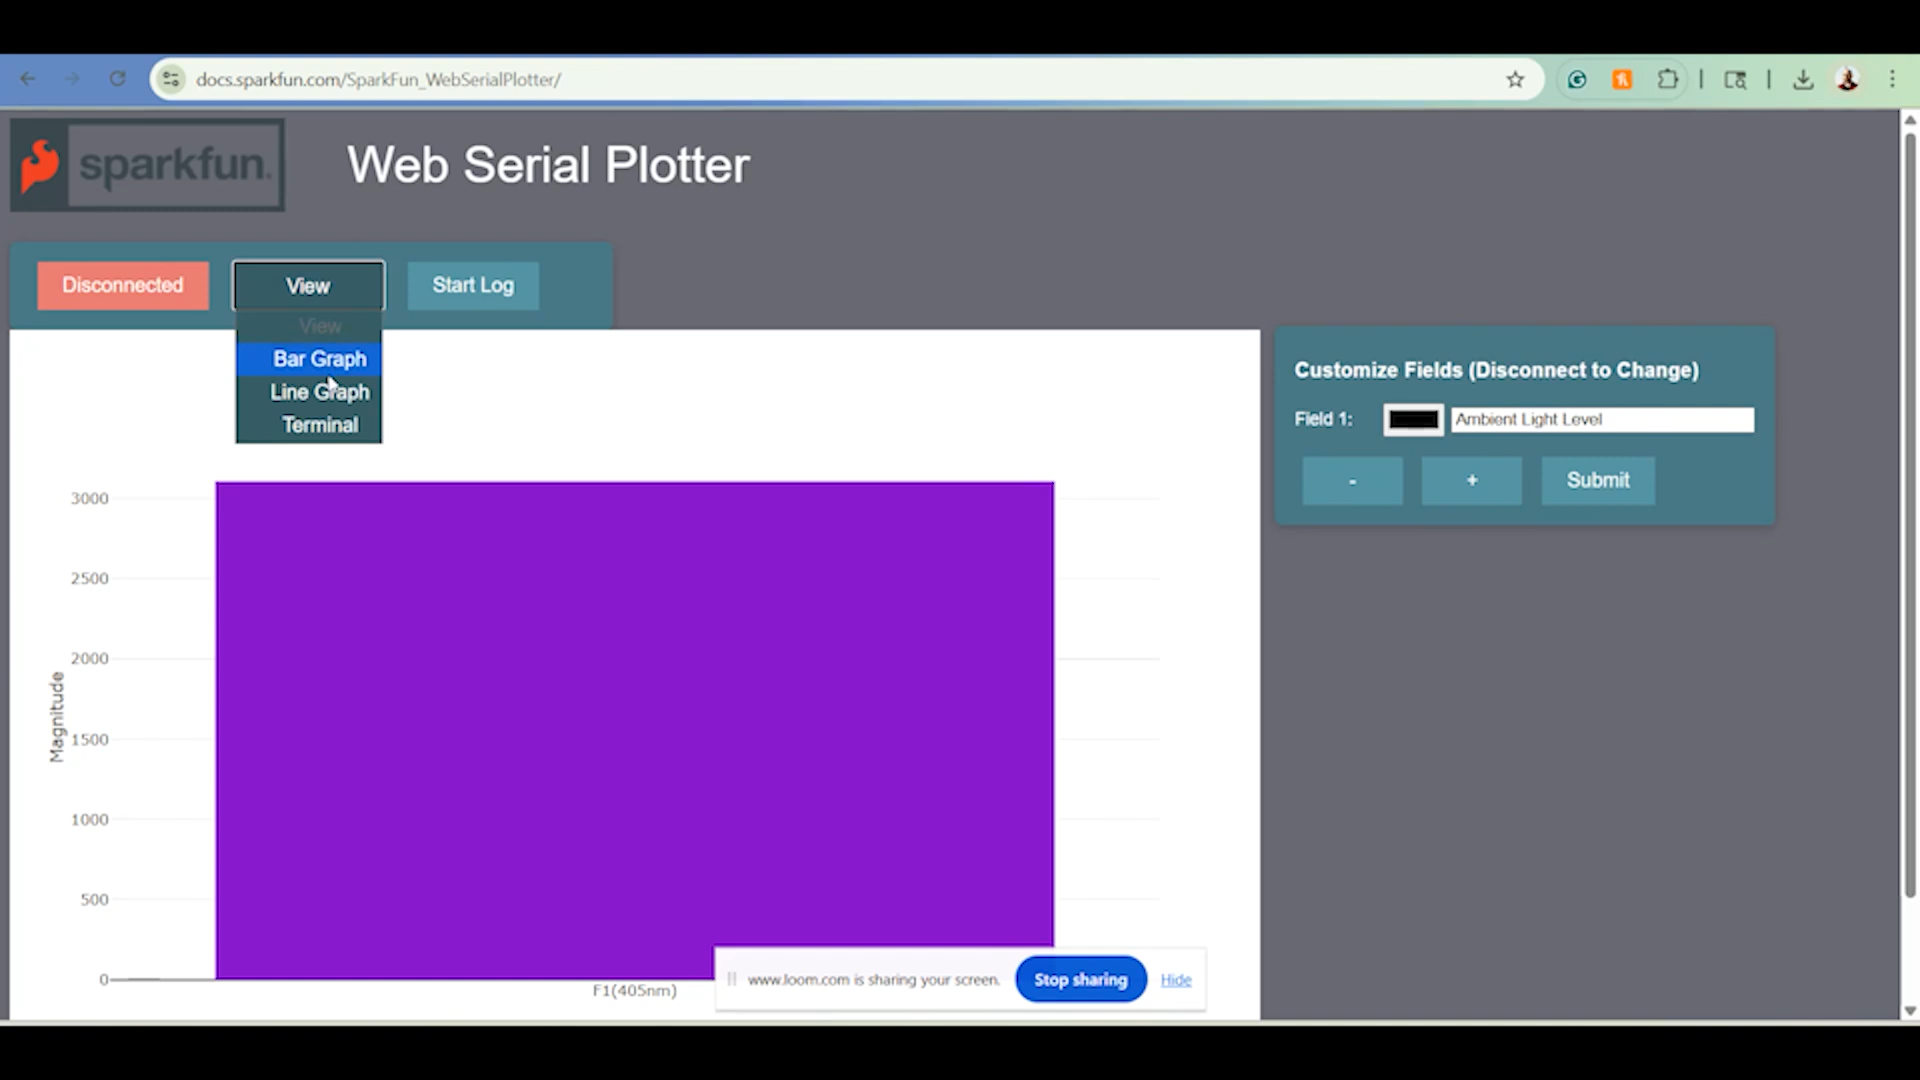 docs.sparkfun.com/SparkFun_WebSerialPlotter/
sparkfun.
Web Serial Plotter
Disconnected
View
Start Log
View
Bar Graph
Line Graph
Terminal
Customize Fields (Disconnect to Change)
Field 1:
Ambient Light Level
-
+
Submit
3000
2500
2000
1500
1000
500
0
Magnitude
F1(405nm)
www.loom.com is sharing your screen.
Stop sharing
Hide